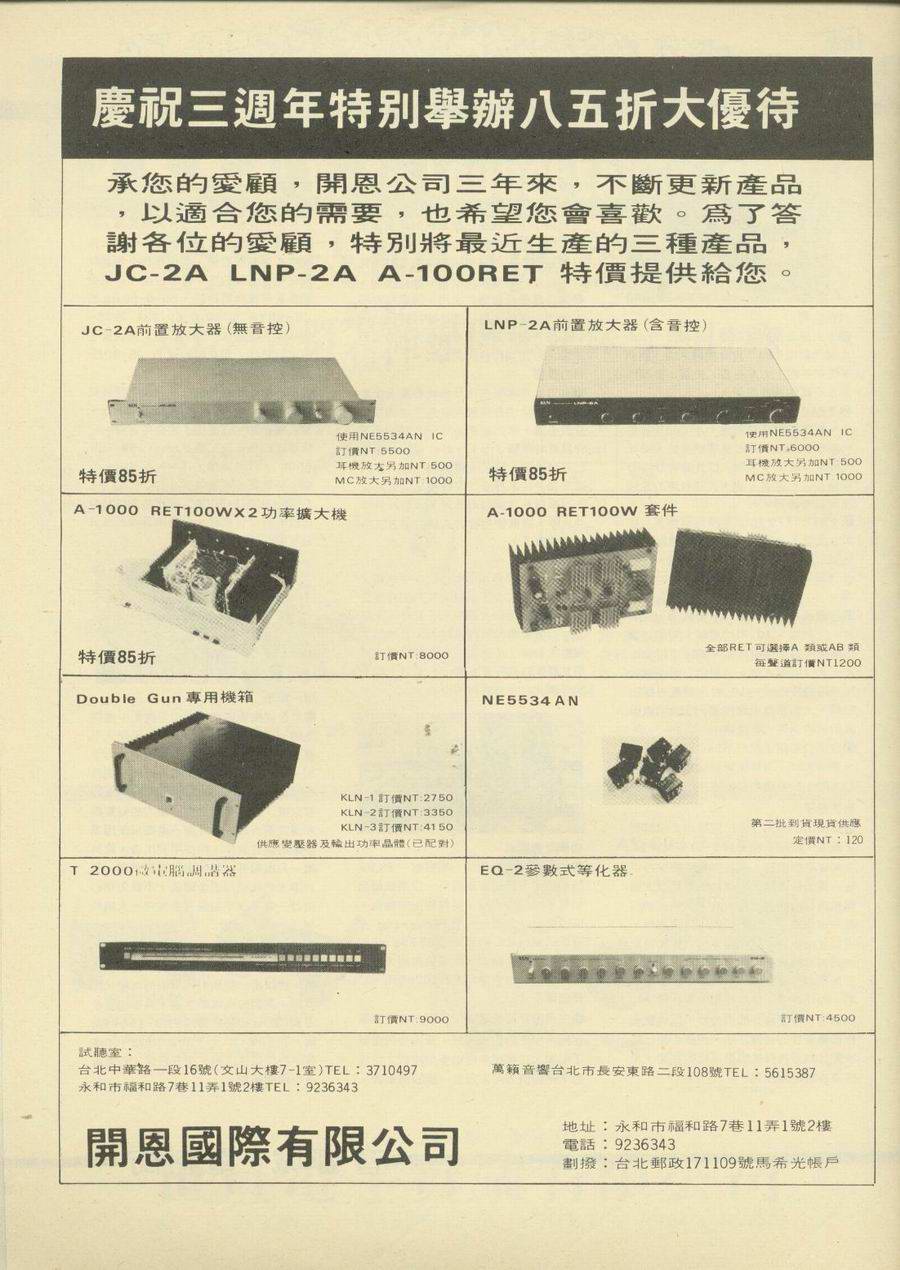 慶祝三週年特別舉辦八五折大優待
承您的愛顧，開恩公司三年來，不斷更新產品
，以適合您的需要，也希望您會喜歡。爲了答
謝各位的愛顧，特別將最近生產的三種產品，
JC-2A LNP-2A A-100RET 特價提供給您。
JC-2A前置放大器(無音控)
使用NE5534AN IC
訂價NT:5500
耳機放大另加NT:500
MC放大另加NT:1000
特價85折
LNP-2A前置放大器(含音控)
KLN
LNP-2A
使用NE5534AN IC
訂價NT:6000
耳機放大另加NT:500
MC放大另加NT:1000
特價85折
A-1000 RET100WX2功率擴大機
特價85折
訂價NT:8000
A-1000 RET100W 套件
全部RET可選擇A 類或AB 類
每聲道訂價NT1200
Double Gun專用機箱
KLN-1訂價NT:2750
KLN-2訂價NT:3350
KLN-3訂價NT:4150
供應變壓器及輸出功率晶體(已配對)
NE5534AN
第二批到貨現貨供應
定價NT：120
T 2000微電腦調諧器
訂價NT:9000
EQ-2參數式等化器
訂價NT:4500
試聽室：
台北中華路一段16號(文山大樓7-1室)TEL：3710497
永和市福和路7巷11弄1號2樓TEL：9236343
萬籟音響台北市長安東路二段108號TEL：5615387
開恩國際有限公司
地址：永和市福和路7巷11弄1號2樓
電話：9236343
劃撥：台北郵政171109號馬希光帳戶